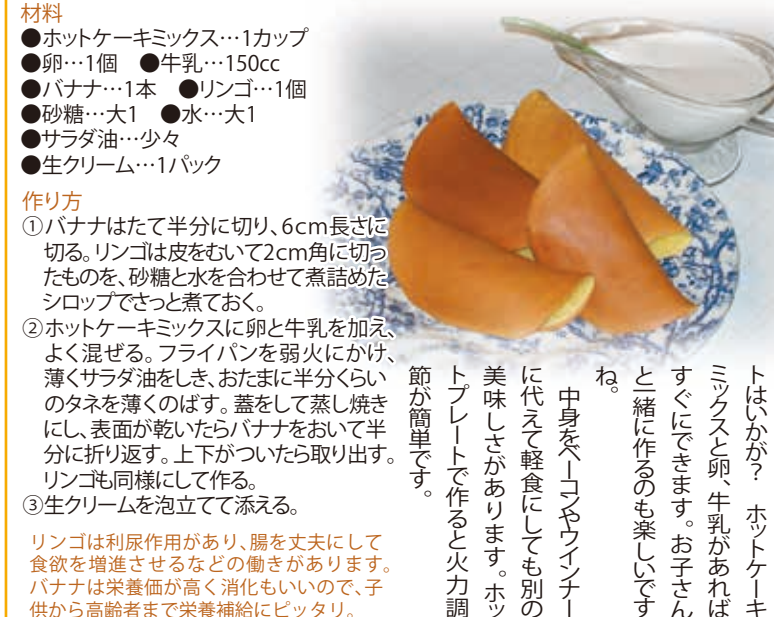 材料
●ホットケーキミックス…1カップ
●卵…1個　●牛乳…150cc
●バナナ…1本　●リンゴ…1個
●砂糖…大1　●水…大1
●サラダ油…少々
●生クリーム…1パック
作り方
①バナナはたて半分に切り、6cm長さに
切る。リンゴは皮をむいて2cm角に切っ
たものを、砂糖と水を合わせて煮詰めた
シロップでさっと煮ておく。
②ホットケーキミックスに卵と牛乳を加え、
よく混ぜる。フライパンを弱火にかけ、
薄くサラダ油をしき、おたまに半分くらい
のタネを薄くのばす。蓋をして蒸し焼き
にし、表面が乾いたらバナナをおいて半
分に折り返す。上下がついたら取り出す。
リンゴも同様にして作る。
③生クリームを泡立てて添える。
リンゴは利尿作用があり、腸を丈夫にして
食欲を増進させるなどの働きがあります。
バナナは栄養価が高く消化もいいので、子
供から高齢者まで栄養補給にピッタリ。
トはいかが？　ホットケーキ
ミックスと卵、牛乳があれば
すぐにできます。お子さん
と一緒に作るのも楽しいです
ね。
中身をベーコンやウインナー
に代えて軽食にしても別の
美味しさがあります。ホッ
トプレートで作ると火力調
節が簡単です。